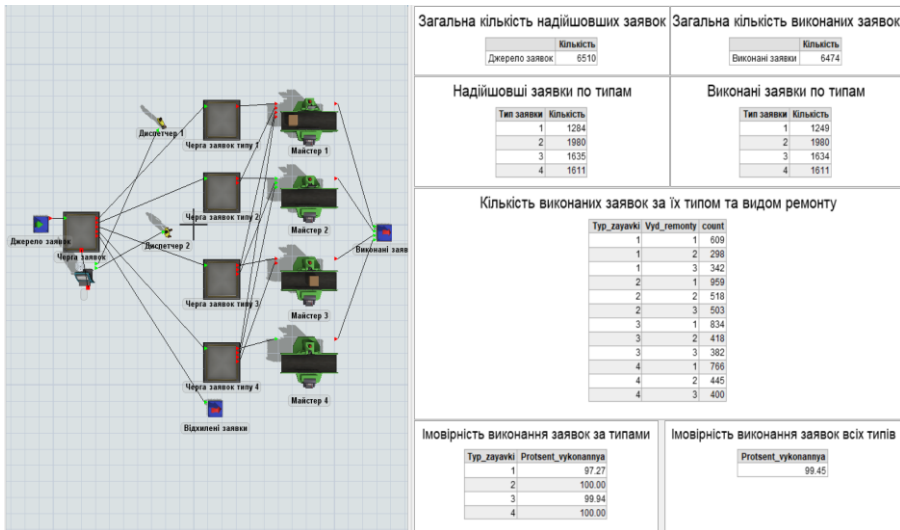 Диспетчер 1
Черга заявок типу 1
Майстер 1
Джерело заявок
Черга заявок
Диспетчер 2
Черга заявок типу 2
Майстер 2
Виконані заяв
Черга заявок типу 3
Майстер 3
Черга заявок типу 4
Майстер 4
Відхилені заявки
Загальна кількість надійшовших заявок
Кількість
Джерело заявок 6510
Загальна кількість виконаних заявок
Кількість
Виконані заявки 6474
Надійшовші заявки по типам
Тип заявки Кількість
1 1284
2 1980
3 1635
4 1611
Виконані заявки по типам
Тип заявки Кількість
1 1249
2 1980
3 1634
4 1611
Кількість виконаних заявок за їх типом та видом ремонту
Typ_zayavki Vyd_remonty count
1 1 609
1 2 298
1 3 342
2 1 959
2 2 518
2 3 503
3 1 834
3 2 418
3 3 382
4 1 766
4 2 445
4 3 400
Імовірність виконання заявок за типами
Typ_zayavki Protsent_vykonannya
1 97.27
2 100.00
3 99.94
4 100.00
Імовірність виконання заявок всіх типів
Protsent_vykonannya
99.45